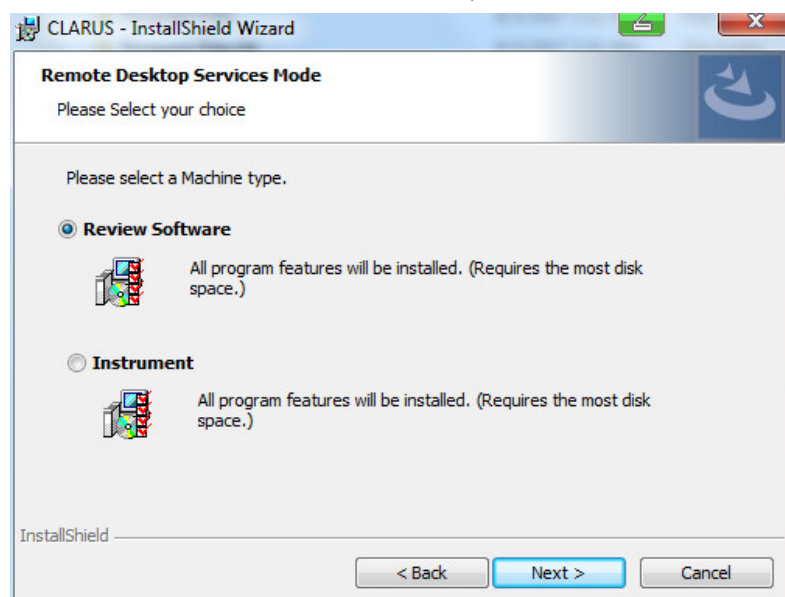 CLARUS - InstallShield Wizard
Remote Desktop Services Mode
Please Select your choice
Please select a Machine type.
Review Software
All program features will be installed. (Requires the most disk
space.)
Instrument
All program features will be installed. (Requires the most disk
space.)
InstallShield
< Back
Next >
Cancel